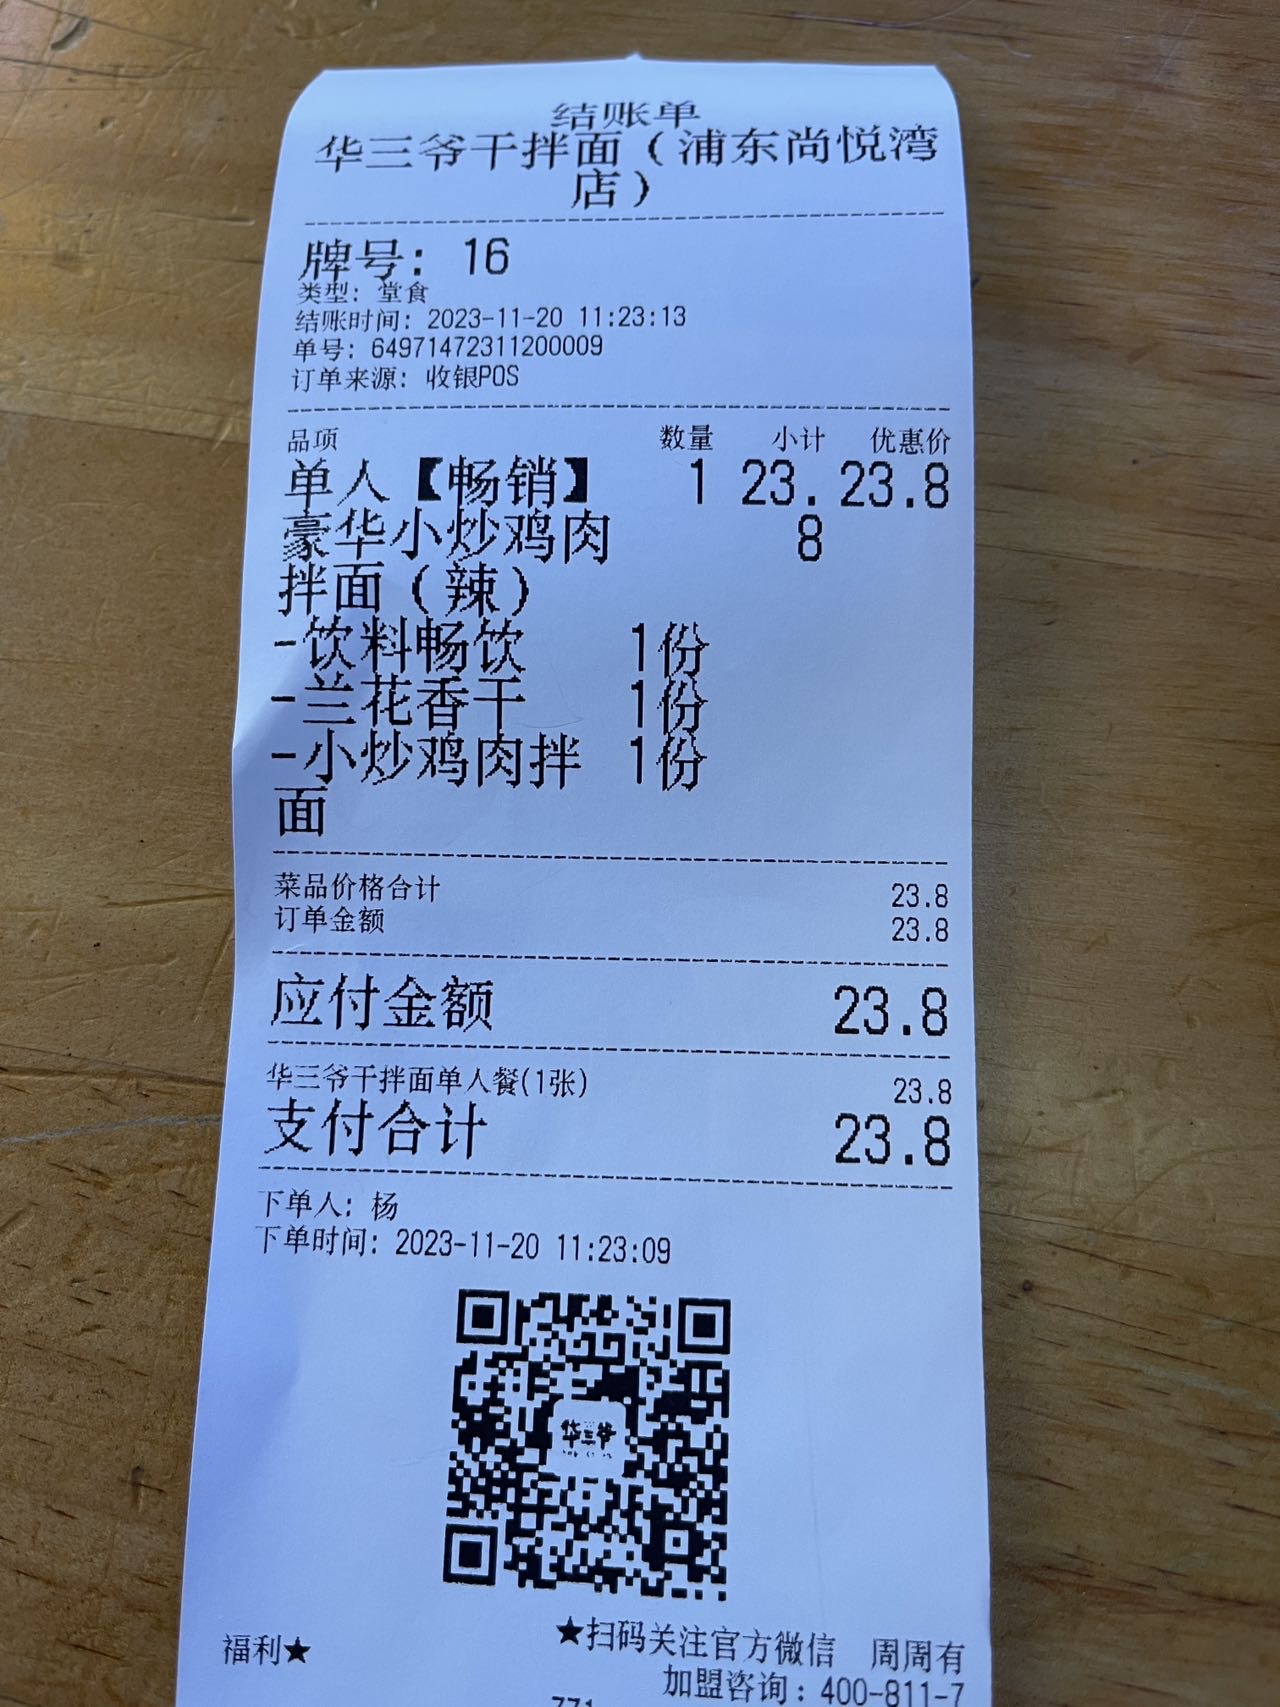 结账单
华三爷干拌面（浦东尚悦湾
店）
牌号：16
类型：堂食
结账时间：2023-11-20 11:23:13
单号：64971472311200009
订单来源：收银POS
品项 数量 小计 优惠价
单人【畅销】 1 23. 23.8
豪华小炒鸡肉 8
拌面（辣）
-饮料畅饮 1份
-兰花香干 1份
-小炒鸡肉拌 1份
面
菜品价格合计 23.8
订单金额 23.8
应付金额 23.8
华三爷干拌面单人餐(1张) 23.8
支付合计 23.8
下单人：杨
下单时间：2023-11-20 11:23:09
华三爷
★扫码关注官方微信 周周有
福利★
加盟咨询：400-811-7